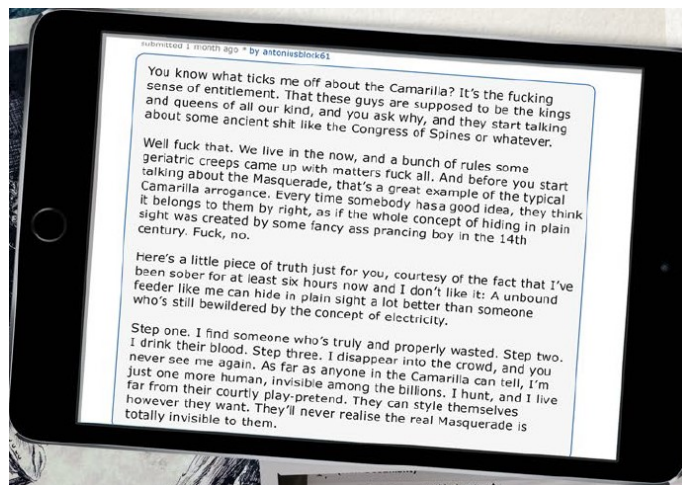 submitted 1 month ago * by antoniusblock61
You know what ticks me off about the Camarilla? It's the fucking
sense of entitlement. That these guys are supposed to be the kings
and queens of all our kind, and you ask why, and they start talking
about some ancient shit like the Congress of Spines or whatever.
Well fuck that. We live in the now, and a bunch of rules some
geriatric creeps came up with matters fuck all. And before you start
talking about the Masquerade, that's a great example of the typical
Camarilla arrogance. Every time somebody hasa good idea, they think
it belongs to them by right, as if the whole concept of hiding in plain
sight was created by some fancy ass prancing boy in the 14th
century. Fuck, no.
Here's a little piece of truth just for you, courtesy of the fact that I've
been sober for at least six hours now and I don't like it: A unbound
feeder like me can hide in plain sight a lot better than someone
who's still bewildered by the concept of electricity.
Step one. I find someone who's truly and properly wasted. Step two.
I drink their blood. Step three. I disappear into the crowd, and you
never see me again. As far as anyone in the Camarilla can tell, I'm
just one more human, invisible among the billions. I hunt, and I live
far from their courtly play-pretend. They can style themselves
however they want. They'll never realise the real Masquerade is
totally invisible to them.